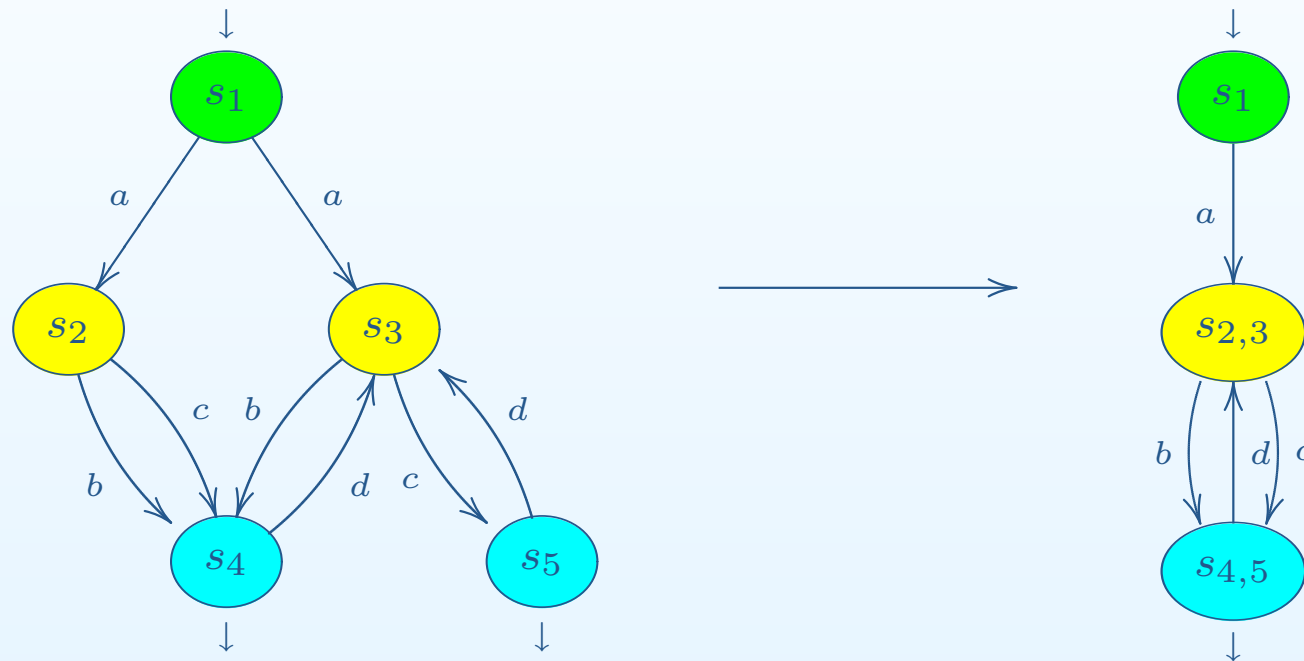 ↓ ↓
s₁ s₁
a a a
s₂ s₃ s₂,₃
c b d
b d c b d c
s₄ s₅ s₄,₅
↓ ↓ ↓